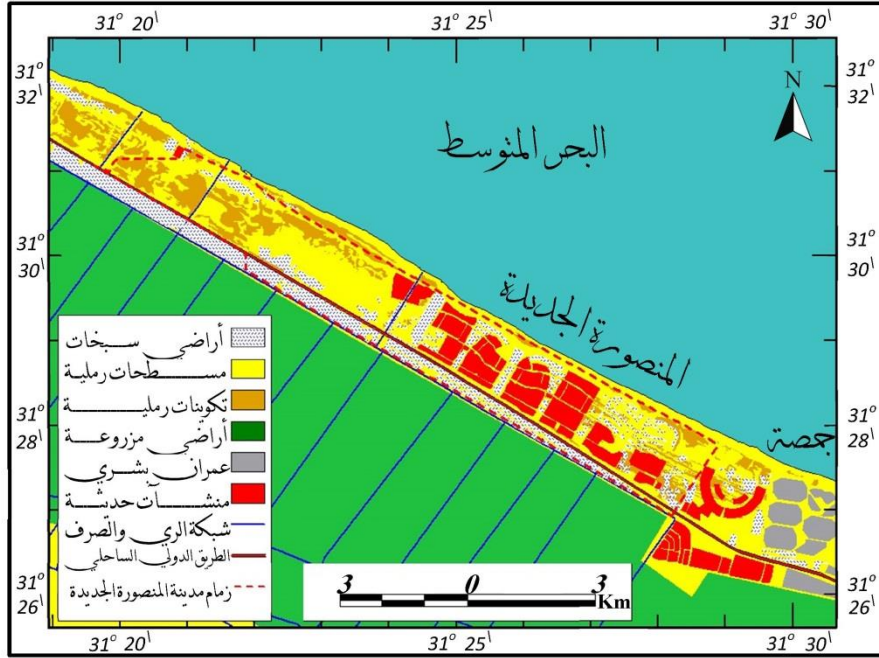 31° 20\ 31° 25\ 31° 30\
31° 32\
31° 32\
N
البحر المتوسط
31° 30\
31° 30\
المنصورة الجديدة
جمصة
31° 28\
31° 28\
أراضي سبخات
مسطحات رملية
تكوينات رملية
أراضي مزروعة
عمران بشري
منشآت حدثة
شبكة الري والصرف
الطريق الدولي الساحلي
زمام مدينة المنصورة الجديدة
3 0 3
Km
31° 26\
31° 26\
31° 20\ 31° 25\ 31° 30\